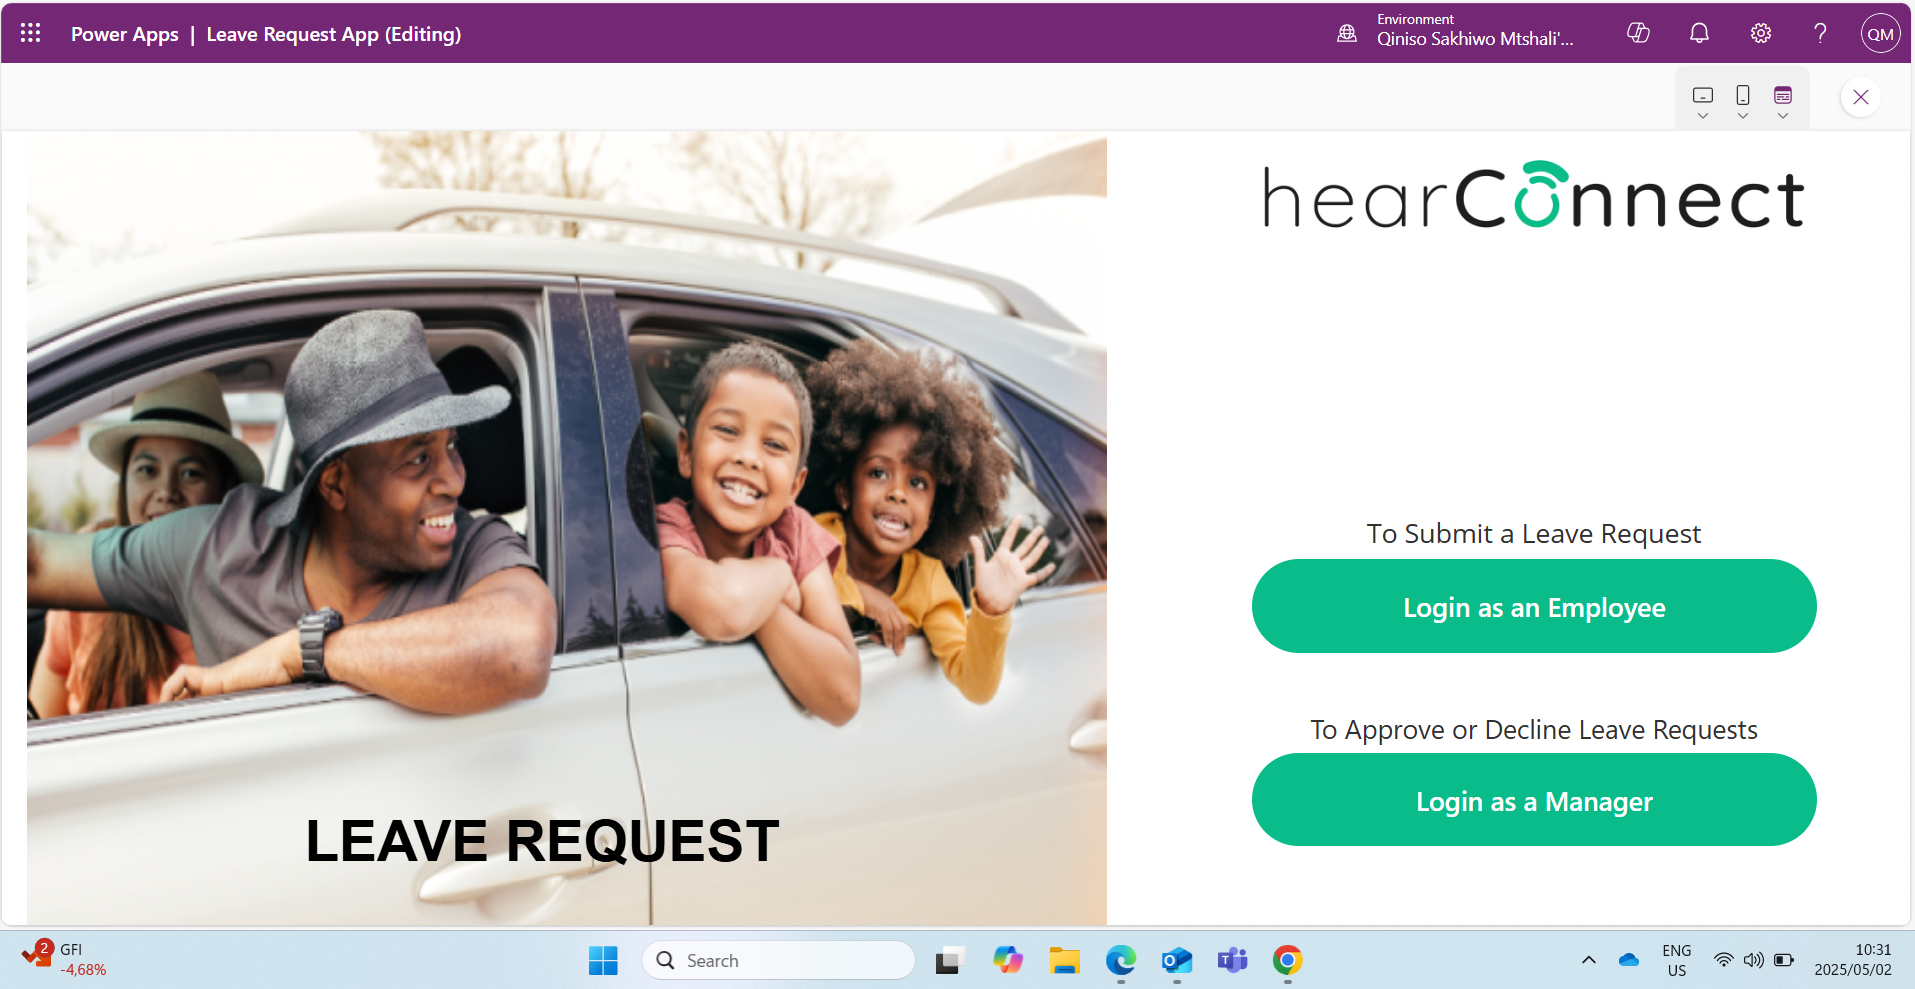 Power Apps | Leave Request App (Editing)
Environment
Qiniso Sakhiwo Mtshali'...
QM
hearConnect
To Submit a Leave Request
Login as an Employee
To Approve or Decline Leave Requests
Login as a Manager
LEAVE REQUEST
2
GFI
-4,68%
Search
ENG
US
10:31
2025/05/02